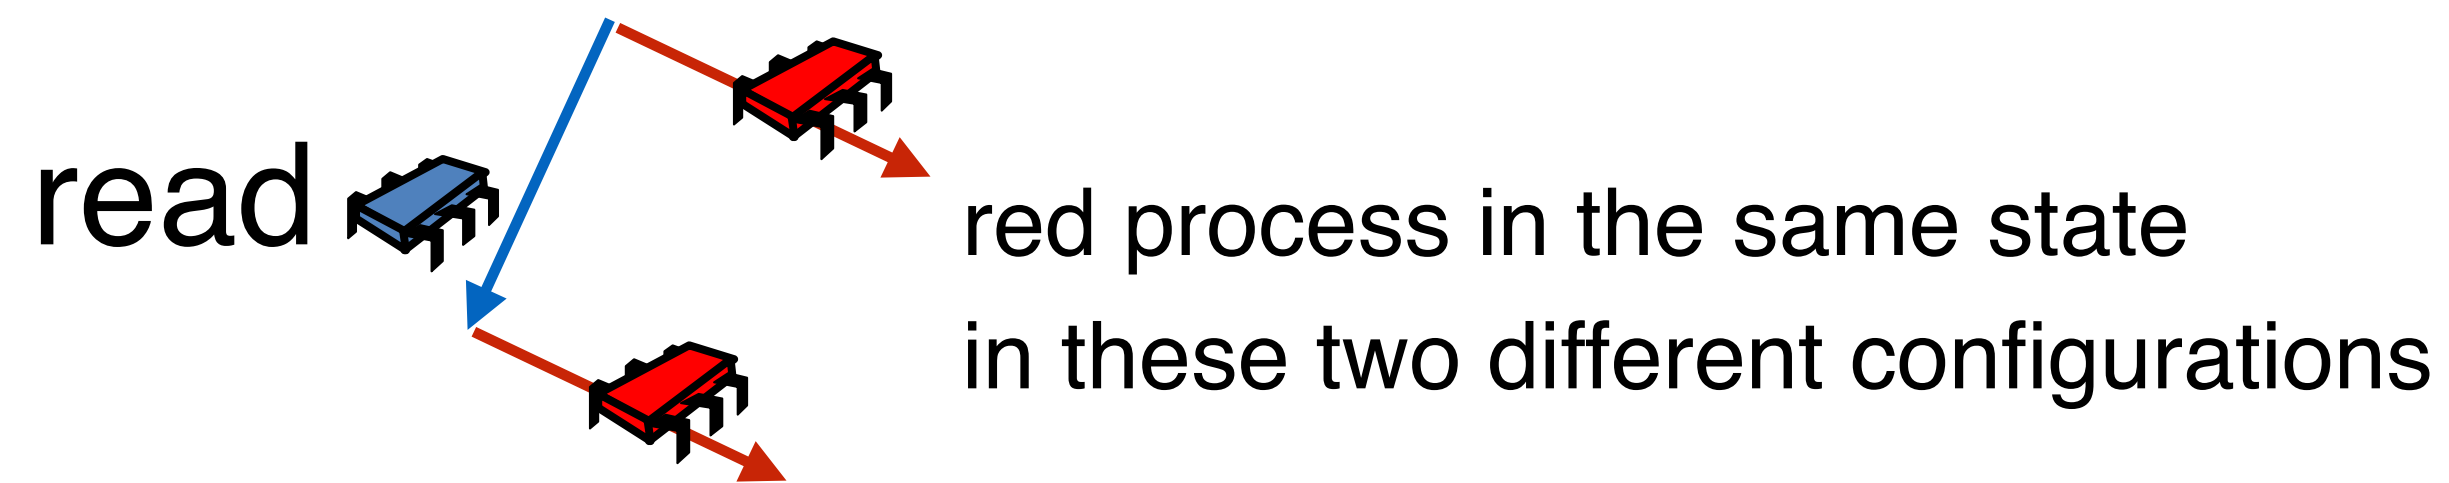 read
red process in the same state
in these two different configurations